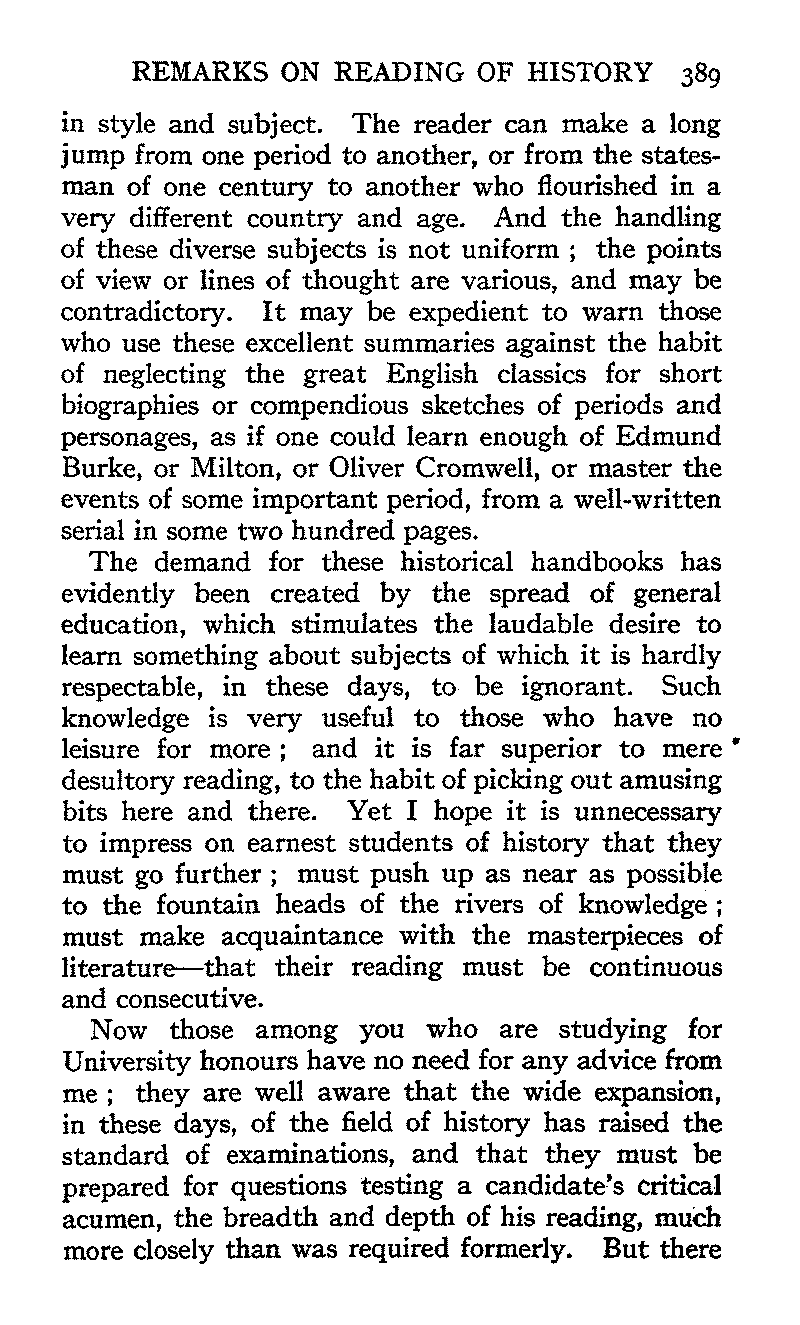 REMARKS ON READING OF HISTORY 389
in style and subject. The reader can make a long
jump from one period to another, or from the states-
man of one century to another who flourished in a
very different country and age. And the handling
of these diverse subjects is not uniform ; the points
of view or lines of thought are various, and may be
contradictory. It may be expedient to warn those
who use these excellent summaries against the habit
of neglecting the great English classics for short
biographies or compendious sketches of periods and
personages, as if one could learn enough of Edmund
Burke, or Milton, or Oliver Cromwell, or master the
events of some important period, from a well-written
serial in some two hundred pages.
The demand for these historical handbooks has
evidently been created by the spread of general
education, which stimulates the laudable desire to
learn something about subjects of which it is hardly
respectable, in these days, to be ignorant. Such
knowledge is very useful to those who have no
leisure for more ; and it is far superior to mere
desultory reading, to the habit of picking out amusing
bits here and there. Yet I hope it is unnecessary
to impress on earnest students of history that they
must go further ; must push up as near as possible
to the fountain heads of the rivers of knowledge ;
must make acquaintance with the masterpieces of
literature—that their reading must be continuous
and consecutive.
Now those among you who are studying for
University honours have no need for any advice from
me ; they are well aware that the wide expansion,
in these days, of the field of history has raised the
standard of examinations, and that they must be
prepared for questions testing a candidate's critical
acumen, the breadth and depth of his reading, much
more closely than was required formerly. But there